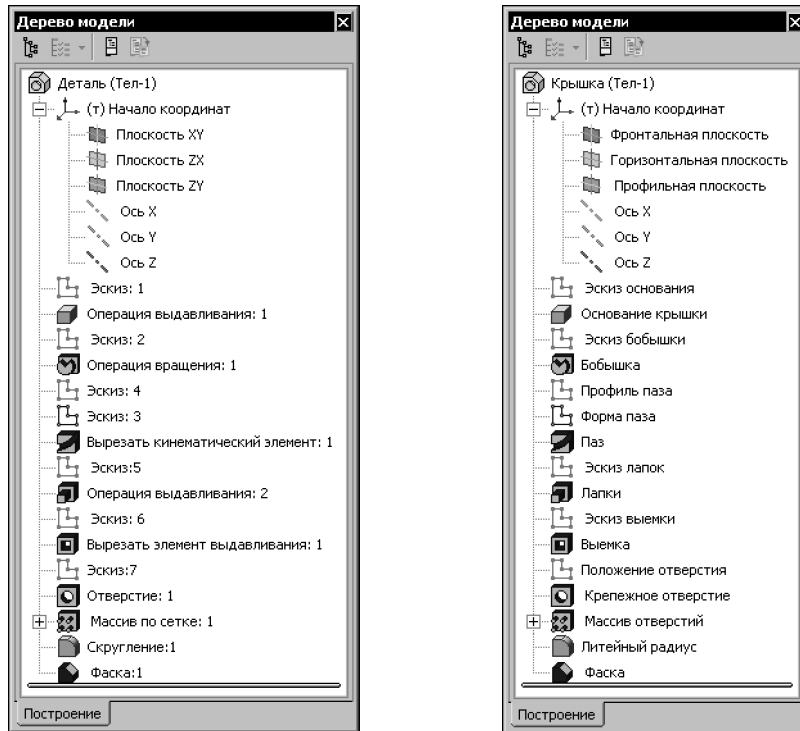 Дерево модели
Деталь (Тел-1)
(т) Начало координат
Плоскость XY
Плоскость ZX
Плоскость ZY
Ось X
Ось Y
Ось Z
Эскиз: 1
Операция выдавливания: 1
Эскиз: 2
Операция вращения: 1
Эскиз: 4
Эскиз: 3
Вырезать кинематический элемент: 1
Эскиз:5
Операция выдавливания: 2
Эскиз: 6
Вырезать элемент выдавливания: 1
Эскиз:7
Отверстие: 1
Массив по сетке: 1
Скругление:1
Фаска:1
Построение
Дерево модели
Крышка (Тел-1)
(т) Начало координат
Фронтальная плоскость
Горизонтальная плоскость
Профильная плоскость
Ось X
Ось Y
Ось Z
Эскиз основания
Основание крышки
Эскиз бобышки
Бобышка
Профиль паза
Форма паза
Паз
Эскиз лапок
Лапки
Эскиз выемки
Выемка
Положение отверстия
Крепежное отверстие
Массив отверстий
Литейный радиус
Фаска
Построение